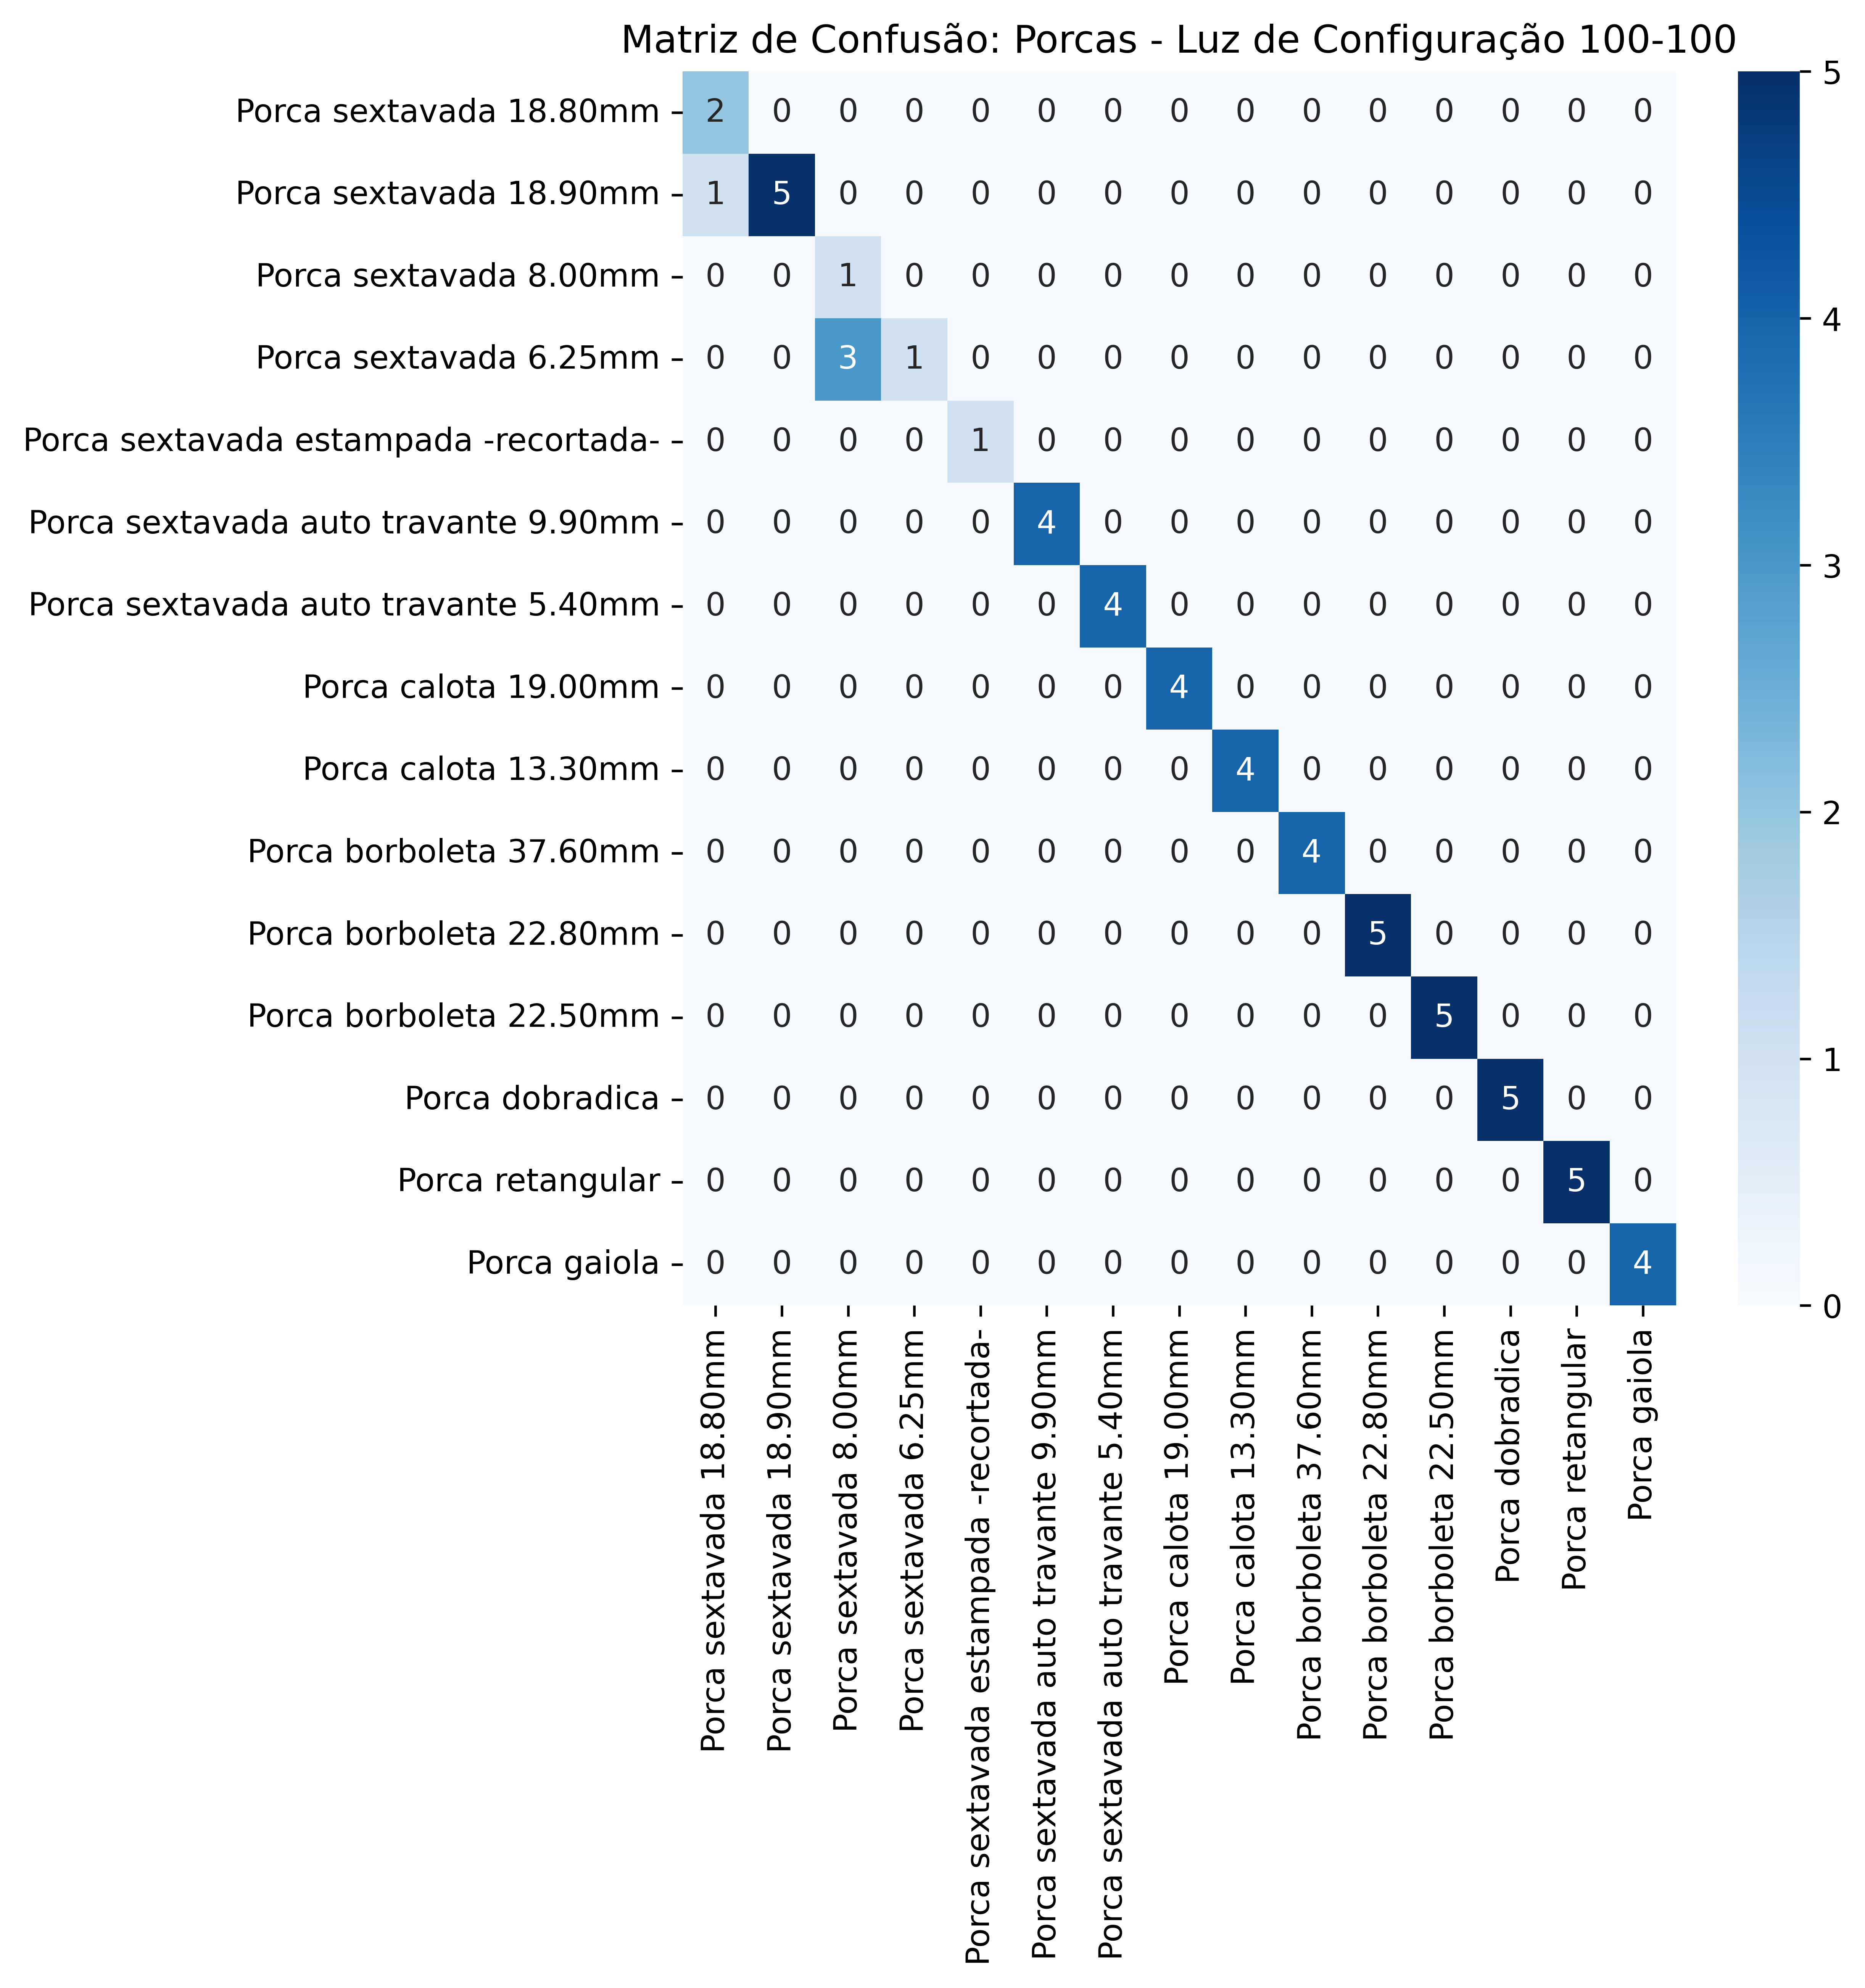 Matriz de Confusão: Porcas - Luz de Configuração 100-100
Porca sextavada 18.80mm 2 0 0 0 0 0 0 0 0 0 0 0 0 0 0
Porca sextavada 18.90mm 1 5 0 0 0 0 0 0 0 0 0 0 0 0 0
Porca sextavada 8.00mm 0 0 1 0 0 0 0 0 0 0 0 0 0 0 0
Porca sextavada 6.25mm 0 0 3 1 0 0 0 0 0 0 0 0 0 0 0
Porca sextavada estampada -recortada- 0 0 0 0 1 0 0 0 0 0 0 0 0 0 0
Porca sextavada auto travante 9.90mm 0 0 0 0 0 4 0 0 0 0 0 0 0 0 0
Porca sextavada auto travante 5.40mm 0 0 0 0 0 0 4 0 0 0 0 0 0 0 0
Porca calota 19.00mm 0 0 0 0 0 0 0 4 0 0 0 0 0 0 0
Porca calota 13.30mm 0 0 0 0 0 0 0 0 4 0 0 0 0 0 0
Porca borboleta 37.60mm 0 0 0 0 0 0 0 0 0 4 0 0 0 0 0
Porca borboleta 22.80mm 0 0 0 0 0 0 0 0 0 0 5 0 0 0 0
Porca borboleta 22.50mm 0 0 0 0 0 0 0 0 0 0 0 5 0 0 0
Porca dobradica 0 0 0 0 0 0 0 0 0 0 0 0 5 0 0
Porca retangular 0 0 0 0 0 0 0 0 0 0 0 0 0 5 0
Porca gaiola 0 0 0 0 0 0 0 0 0 0 0 0 0 0 4
Porca sextavada 18.80mm
Porca sextavada 18.90mm
Porca sextavada 8.00mm
Porca sextavada 6.25mm
Porca sextavada estampada -recortada-
Porca sextavada auto travante 9.90mm
Porca sextavada auto travante 5.40mm
Porca calota 19.00mm
Porca calota 13.30mm
Porca borboleta 37.60mm
Porca borboleta 22.80mm
Porca borboleta 22.50mm
Porca dobradica
Porca retangular
Porca gaiola
5
4
3
2
1
0